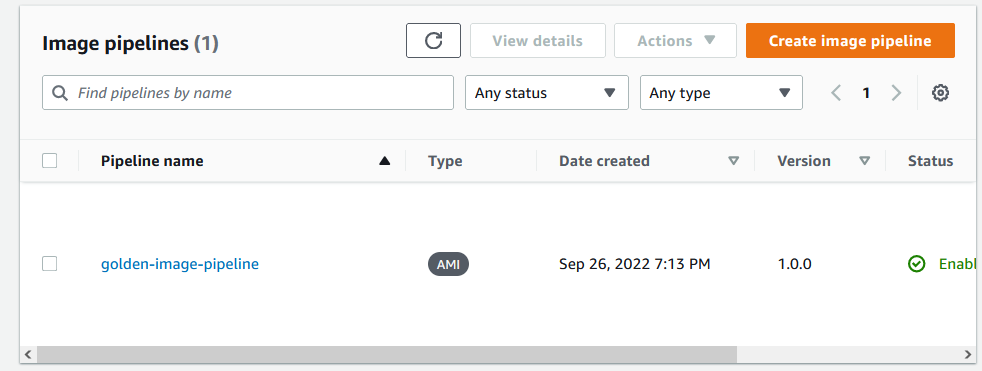 Image pipelines (1)
View details
Actions
Create image pipeline
Find pipelines by name
Any status
Any type
1
Pipeline name
Type
Date created
Version
Status
golden-image-pipeline
AMI
Sep 26, 2022 7:13 PM
1.0.0
Enabl